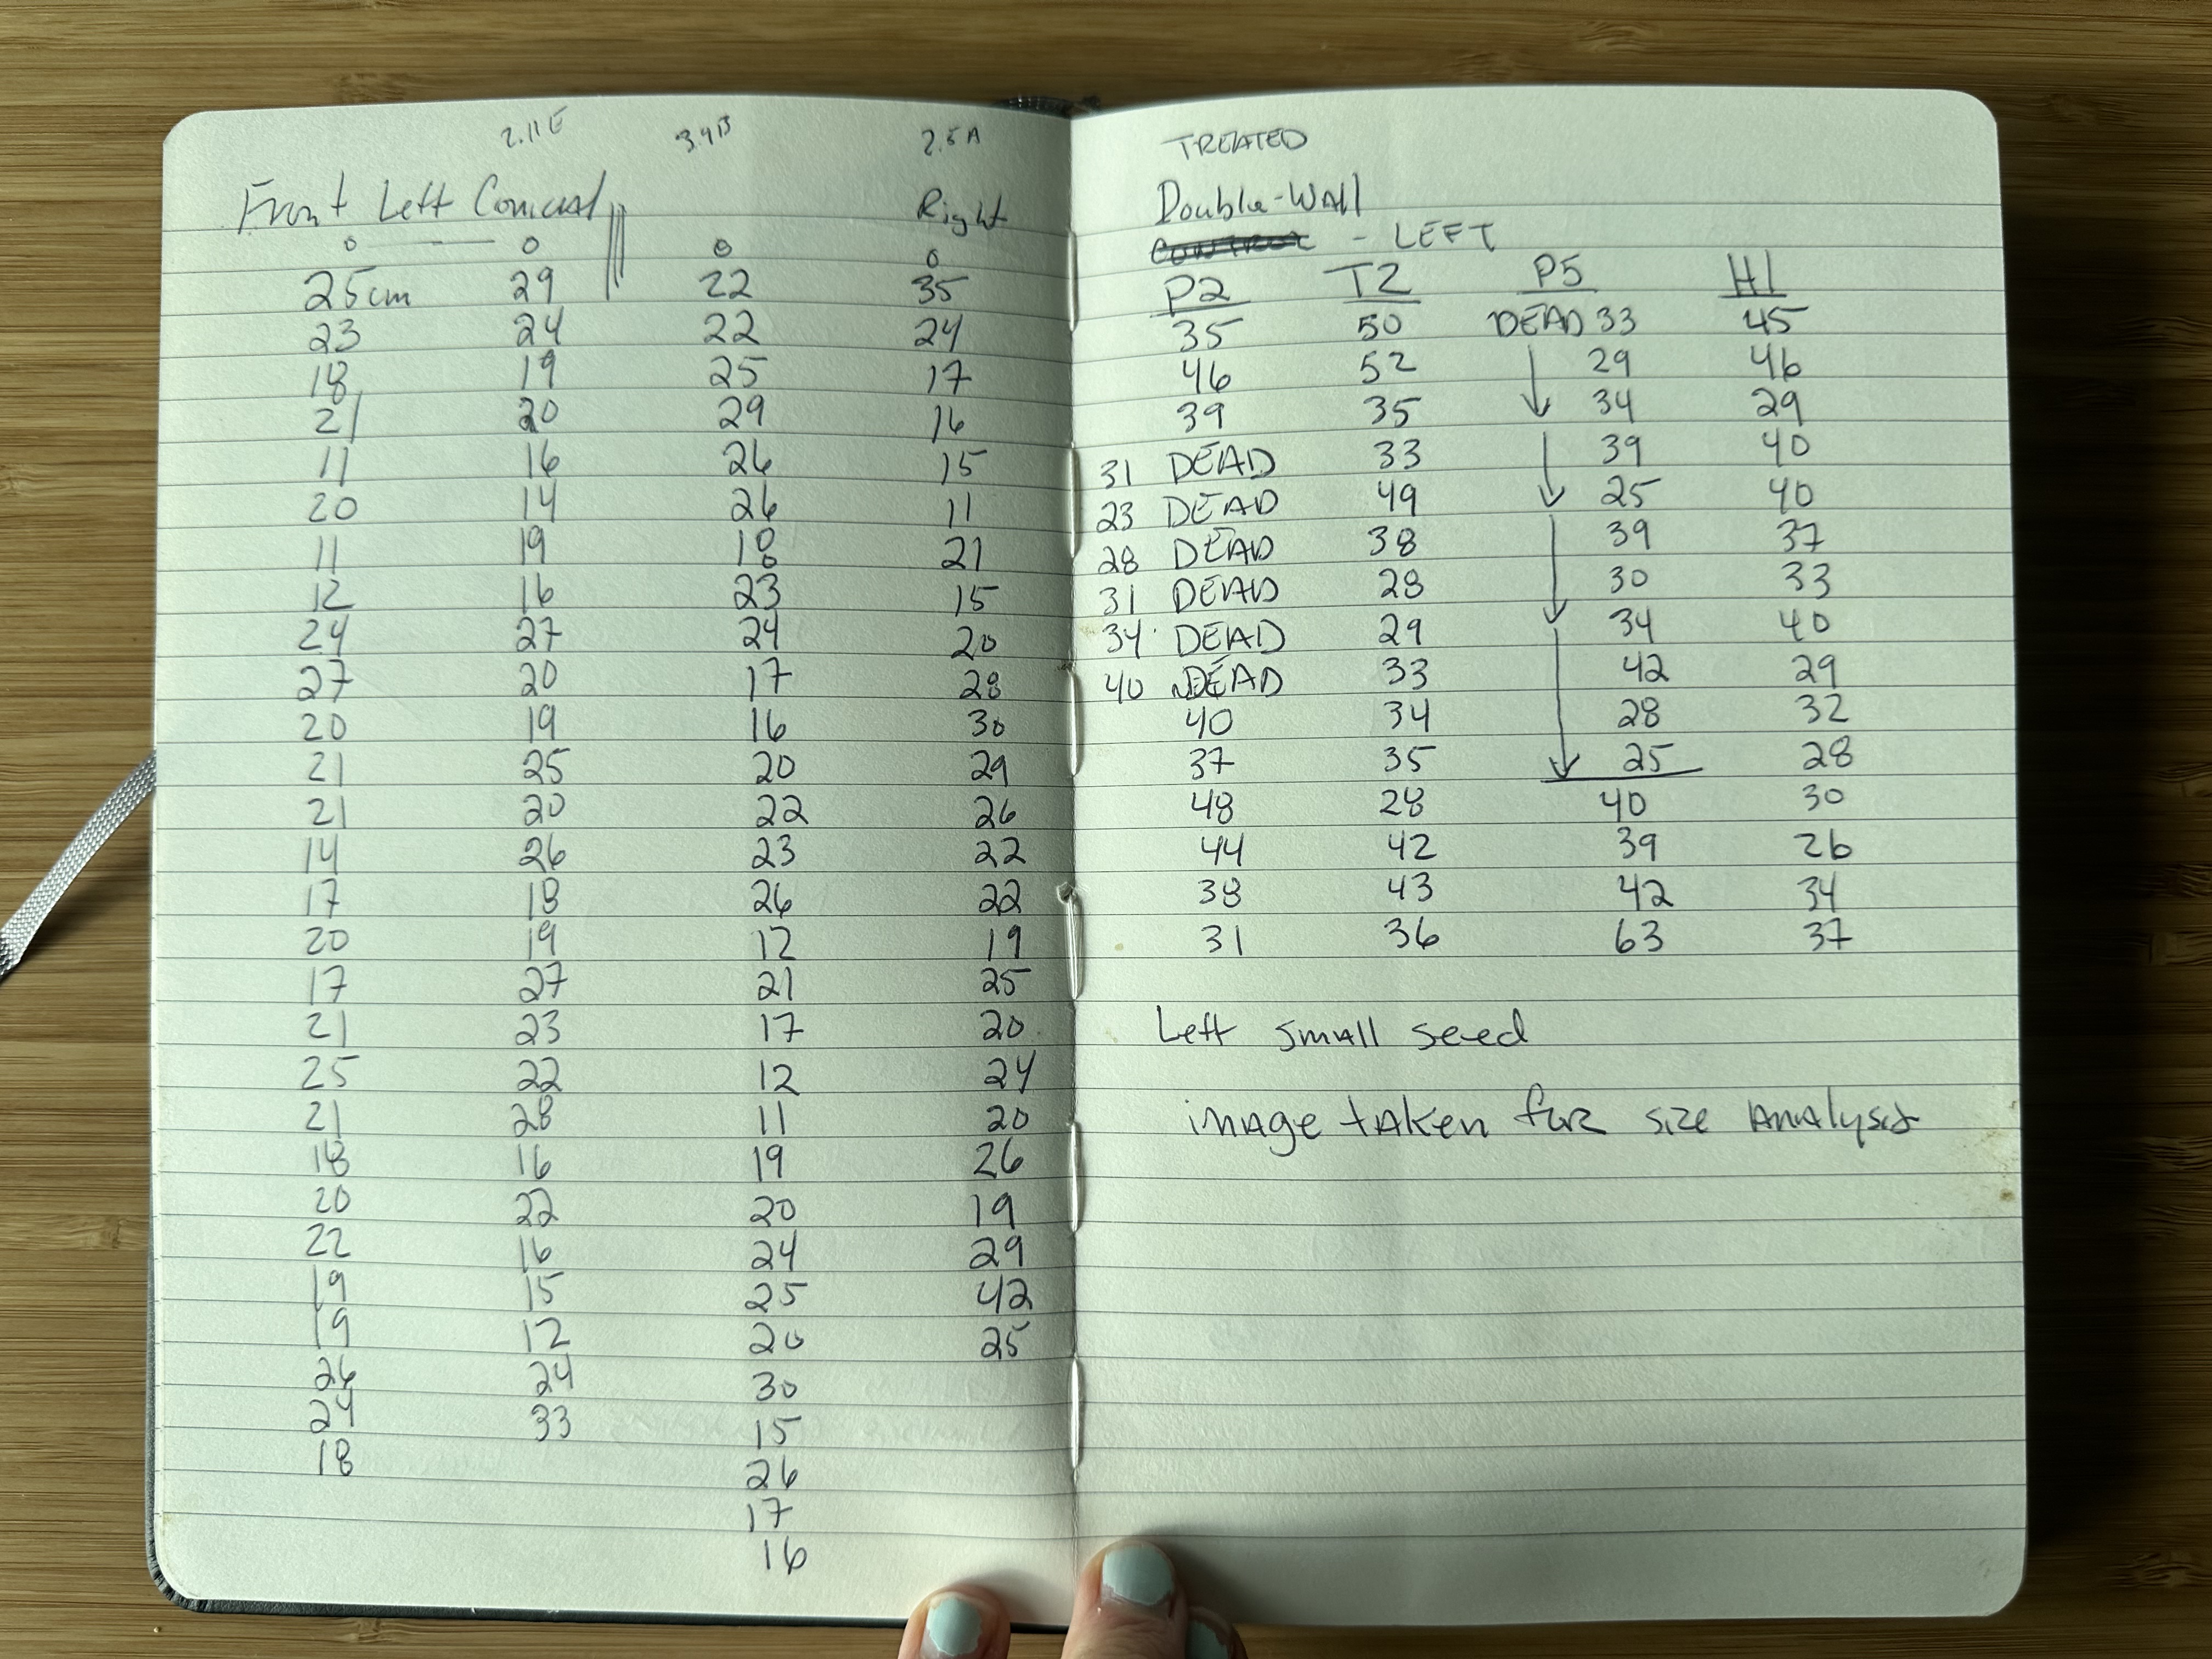 2.11E 3.4B
Front Left Conical Right
25cm 29 22 35
23 24 22 24
18 19 25 17
21 20 29 16
11 16 26 15
20 14 26 11
11 19 10 21
12 16 23 15
24 27 24 20
27 20 17 28
20 19 16 30
21 25 20 29
21 20 22 26
14 26 23 22
17 18 26 22
20 19 12 19
17 27 21 25
21 23 17 20
25 22 12 24
21 28 11 20
18 16 19 26
20 22 20 19
22 16 24 29
19 15 25 42
19 12 20 25
26 24 30
24 33 15
18 26
17
16
TREATED
Double-Wall
- LEFT
P2 T2 P5 H1
35 50 DEAD 33 45
46 52 29 46
39 35 34 29
31 DEAD 33 39 40
23 DEAD 49 25 40
28 DEAD 38 39 37
31 DEAD 28 30 33
34 DEAD 29 34 40
40 DEAD 33 42 29
40 34 28 32
37 35 25 28
48 28 40 30
44 42 39 26
38 43 42 34
31 36 63 37
Left small seed
image taken for size analysis